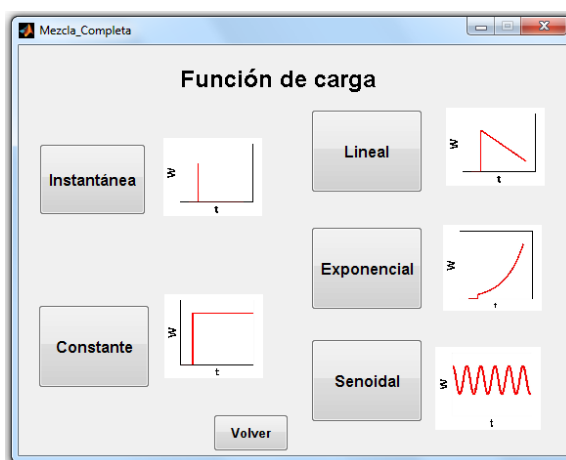 Mezcla_Completa
Función de carga
Instantánea
W
t
Lineal
W
t
Exponencial
W
t
Constante
W
t
Senoidal
W
t
Volver